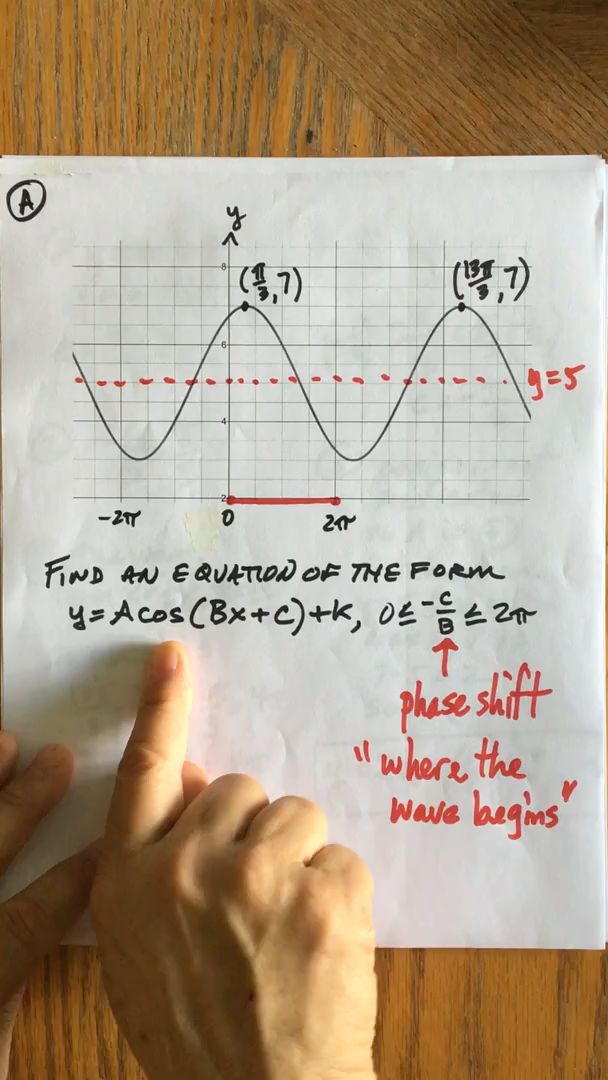 A
y
8
(π/3, 7) (13π/3, 7)
6
y=5
4
2
-2π 0 2π
FIND AN EQUATION OF THE FORM
y=Acos(Bx+C)+K, 0≤-C/B≤2π
↑
phase shift
"where the
wave begins"